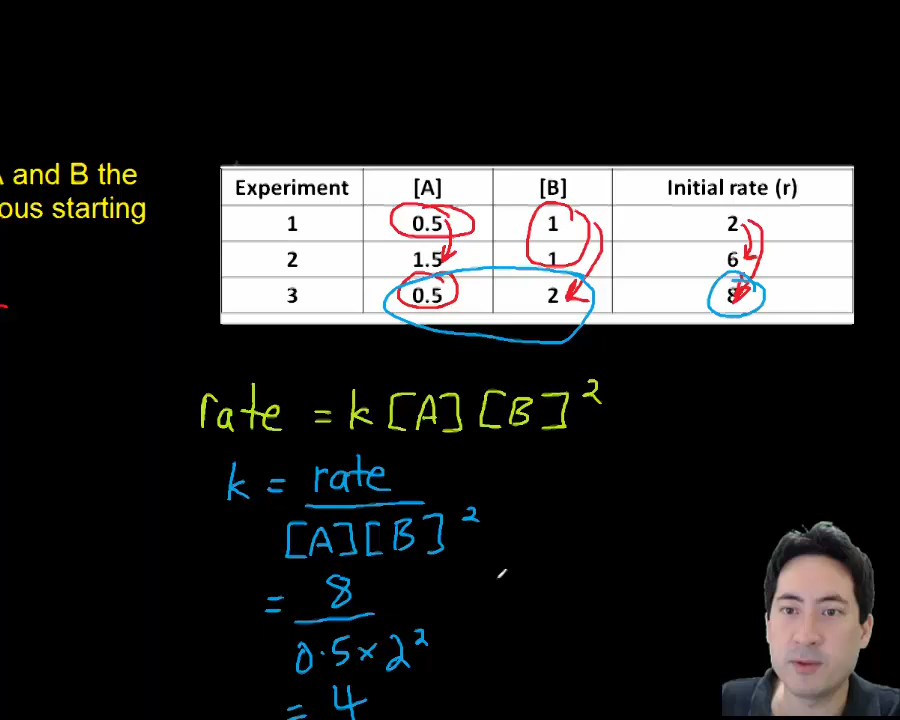 A and B the
ous starting
Experiment [A] [B] Initial rate (r)
1 0.5 1 2
2 1.5 1 6
3 0.5 2 8
rate = k [A] [B]²
k = rate
[A][B]²
= 8
0.5 × 2²
= 4